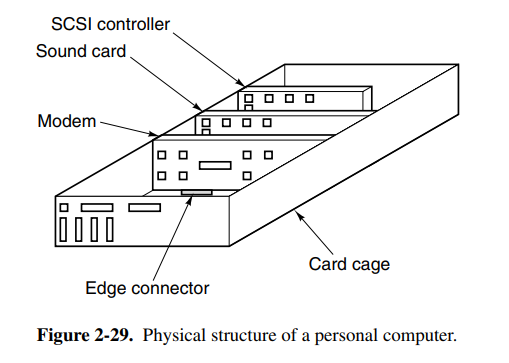 SCSI controller
Sound card
Modem
Card cage
Edge connector
Figure 2-29. Physical structure of a personal computer.